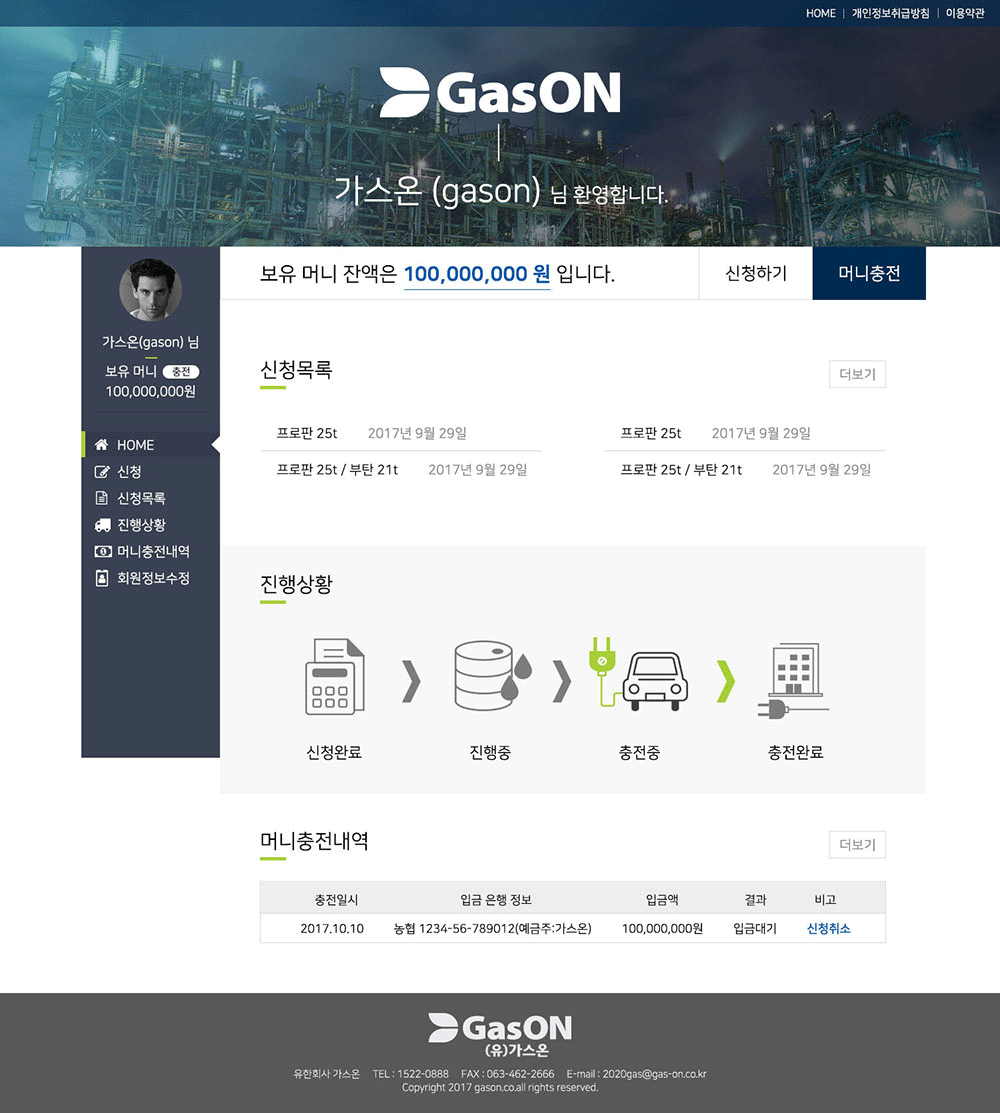 HOME | 개인정보취급방침 | 이용약관
GasON
가스온 (gason) 님 환영합니다.
가스온(gason) 님
보유 머니 충전
100,000,000원
HOME
신청
신청목록
진행상황
머니충전내역
회원정보수정
보유 머니 잔액은 100,000,000 원 입니다.
신청하기
머니충전
신청목록
더보기
프로판 25t 2017년 9월 29일
프로판 25t 2017년 9월 29일
프로판 25t / 부탄 21t 2017년 9월 29일
프로판 25t / 부탄 21t 2017년 9월 29일
진행상황
신청완료
진행중
충전중
충전완료
머니충전내역
더보기
충전일시 입금 은행 정보 입금액 결과 비고
2017.10.10 농협 1234-56-789012(예금주:가스온) 100,000,000원 입금대기 신청취소
GasON
(유)가스온
유한회사 가스온 TEL : 1522-0888 FAX : 063-462-2666 E-mail : 2020gas@gas-on.co.kr
Copyright 2017 gason.co.all rights reserved.